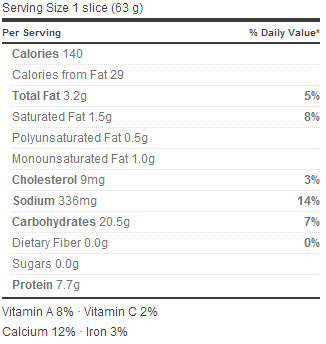 Serving Size 1 slice (63 g)
Per Serving % Daily Value*
Calories 140
Calories from Fat 29
Total Fat 3.2g 5%
Saturated Fat 1.5g 8%
Polyunsaturated Fat 0.5g
Monounsaturated Fat 1.0g
Cholesterol 9mg 3%
Sodium 336mg 14%
Carbohydrates 20.5g 7%
Dietary Fiber 0.0g 0%
Sugars 0.0g
Protein 7.7g
Vitamin A 8% · Vitamin C 2%
Calcium 12% · Iron 3%